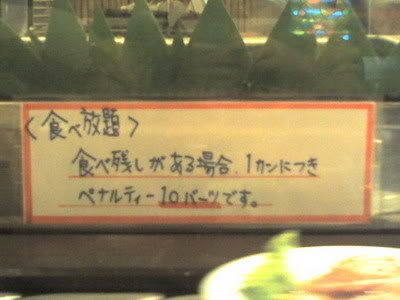 〈食べ放題〉
食べ残しがある場合、1カンにつき
ペナルティー10バーツです。